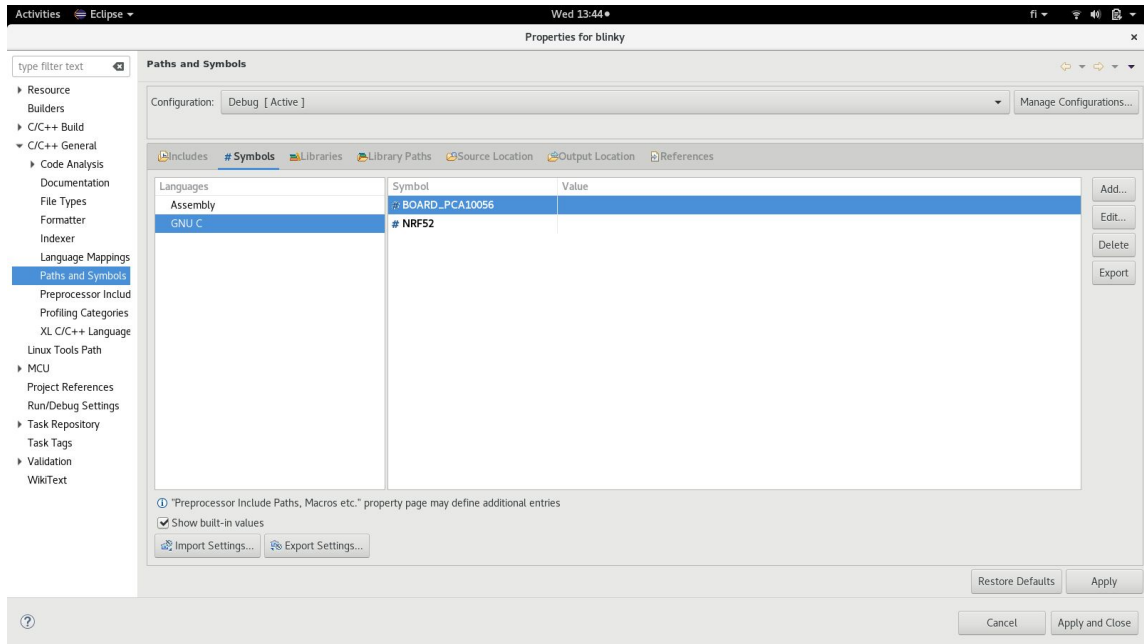 Activities Eclipse Wed 13:44 fi
Properties for blinky
type filter text
Resource
Builders
C/C++ Build
C/C++ General
Code Analysis
Documentation
File Types
Formatter
Indexer
Language Mappings
Paths and Symbols
Preprocessor Includ
Profiling Categories
XL C/C++ Language
Linux Tools Path
MCU
Project References
Run/Debug Settings
Task Repository
Task Tags
Validation
WikiText
Paths and Symbols
Configuration: Debug [ Active ] Manage Configurations...
Includes # Symbols Libraries Library Paths Source Location Output Location References
Languages
Assembly
GNU C
Symbol Value
# BOARD_PCA10056
# NRF52
Add...
Edit...
Delete
Export
"Preprocessor Include Paths, Macros etc." property page may define additional entries
Show built-in values
Import Settings... Export Settings...
Restore Defaults Apply
? Cancel Apply and Close